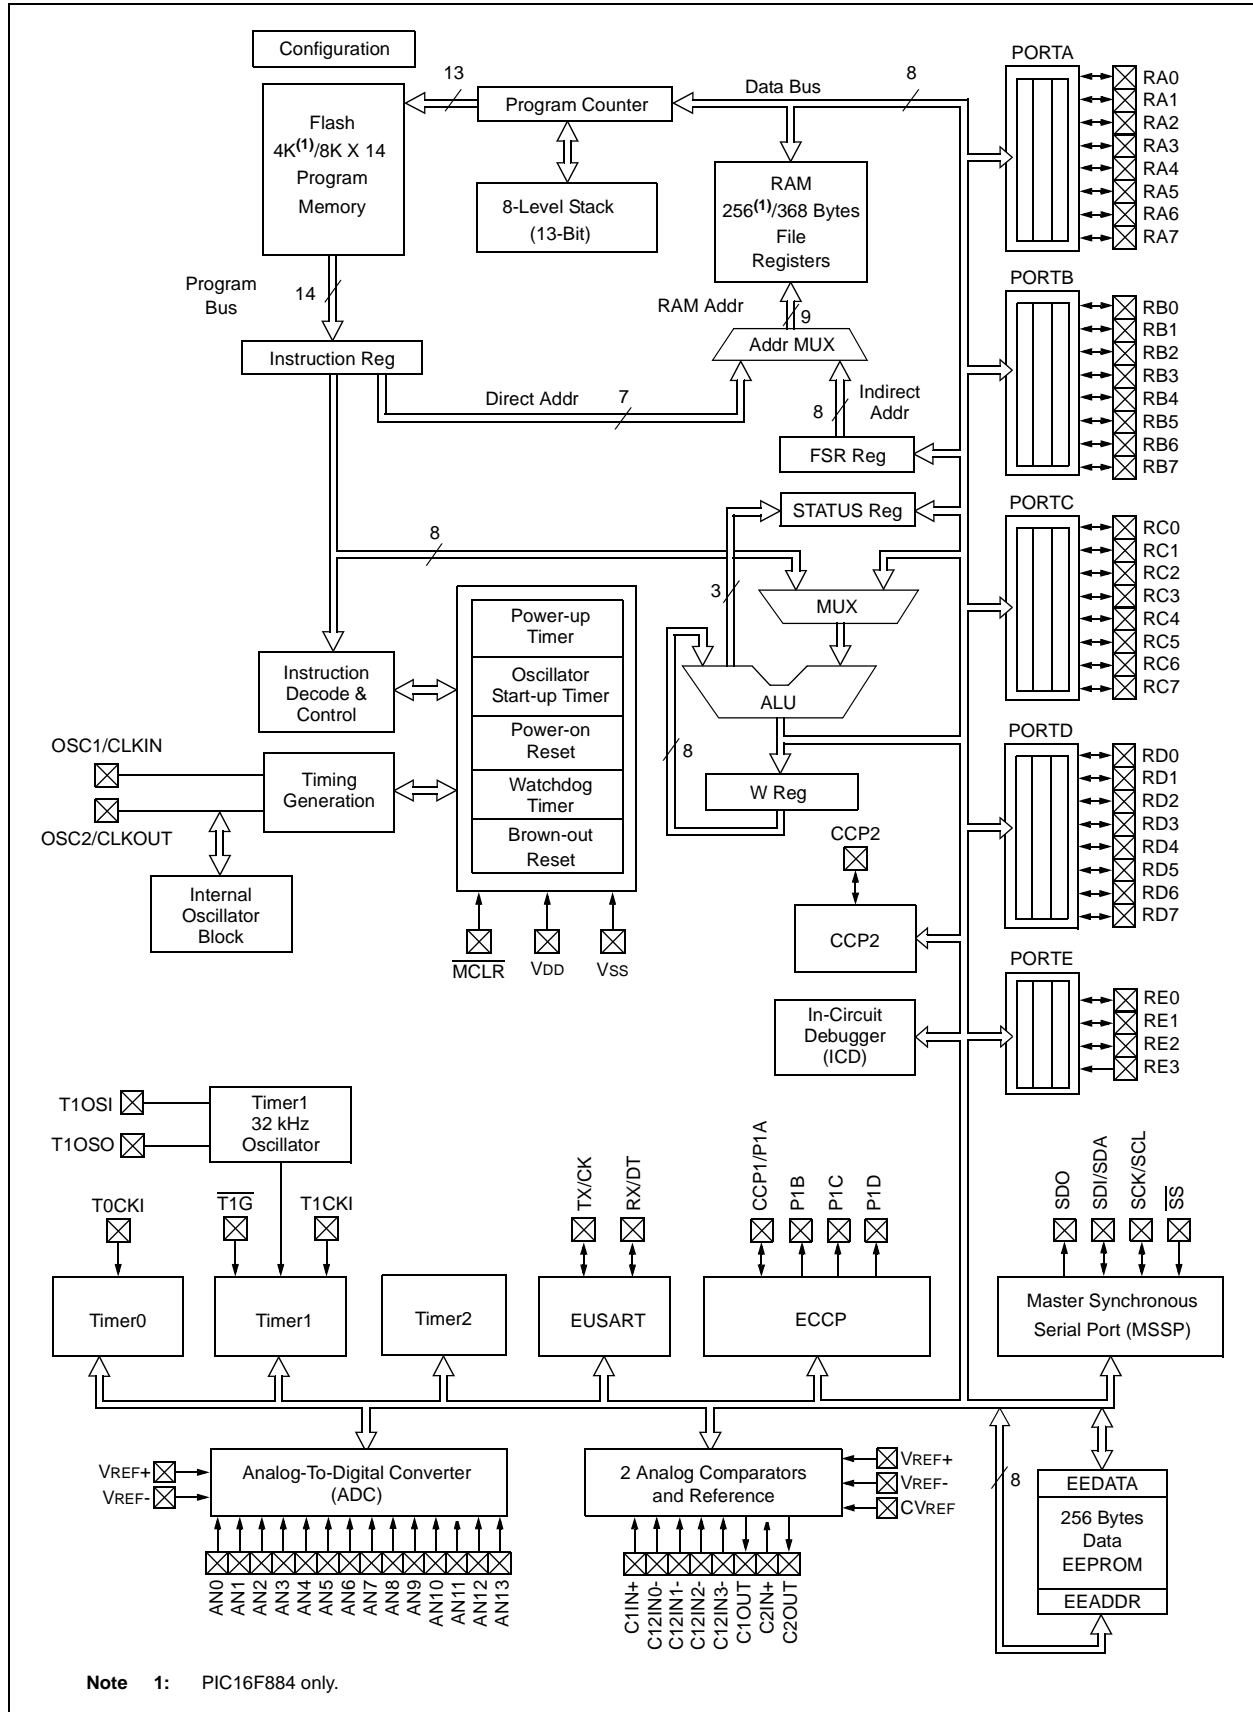 Configuration
Flash
4K(1)/8K X 14
Program
Memory
13
Program Counter
Data Bus
8
8-Level Stack
(13-Bit)
RAM
256(1)/368 Bytes
File
Registers
PORTA
RA0
RA1
RA2
RA3
RA4
RA5
RA6
RA7
Program
Bus
14
RAM Addr
9
Addr MUX
Instruction Reg
Direct Addr
7
8
Indirect
Addr
FSR Reg
PORTB
RB0
RB1
RB2
RB3
RB4
RB5
RB6
RB7
STATUS Reg
8
3
MUX
PORTC
RC0
RC1
RC2
RC3
RC4
RC5
RC6
RC7
Power-up
Timer
Oscillator
Start-up Timer
Power-on
Reset
Watchdog
Timer
Brown-out
Reset
Instruction
Decode &
Control
ALU
8
W Reg
OSC1/CLKIN
Timing
Generation
OSC2/CLKOUT
Internal
Oscillator
Block
MCLR
VDD
VSS
CCP2
CCP2
PORTD
RD0
RD1
RD2
RD3
RD4
RD5
RD6
RD7
In-Circuit
Debugger
(ICD)
PORTE
RE0
RE1
RE2
RE3
T1OSI
T1OSO
Timer1
32 kHz
Oscillator
T0CKI
T1G
T1CKI
TX/CK
RX/DT
CCP1/P1A
P1B
P1C
P1D
SDO
SDI/SDA
SCK/SCL
SS
Timer0
Timer1
Timer2
EUSART
ECCP
Master Synchronous
Serial Port (MSSP)
VREF+
VREF-
Analog-To-Digital Converter
(ADC)
AN0
AN1
AN2
AN3
AN4
AN5
AN6
AN7
AN8
AN9
AN10
AN11
AN12
AN13
2 Analog Comparators
and Reference
VREF+
VREF-
CVREF
C1IN+
C12IN0-
C12IN1-
C12IN2-
C12IN3-
C1OUT
C2IN+
C2OUT
8
EEDATA
256 Bytes
Data
EEPROM
EEADDR
Note 1: PIC16F884 only.